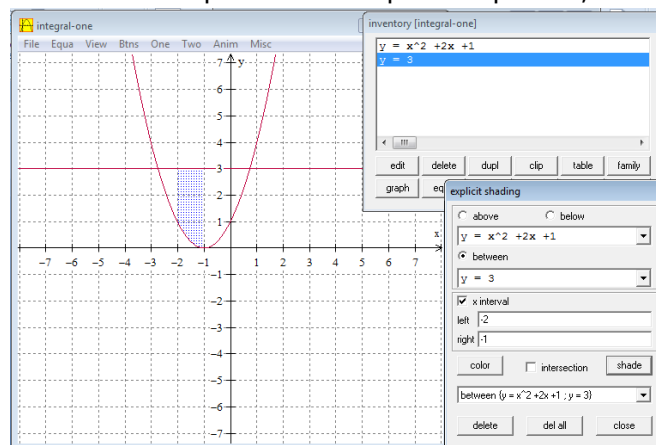 integral-one
File Equa View Btns One Two Anim Misc
y
7
6
5
4
3
2
1
-7 -6 -5 -4 -3 -2 -1 1 2 3 4 5 6 7
x
-1
-2
-3
-4
-5
-6
-7
inventory [integral-one]
y = x^2 +2x +1
y = 3
edit delete dupl clip table family
graph eq
explicit shading
above below
y = x^2 +2x +1
between
y = 3
x interval
left -2
right -1
color intersection shade
between (y = x^2 +2x +1 ; y = 3)
delete del all close